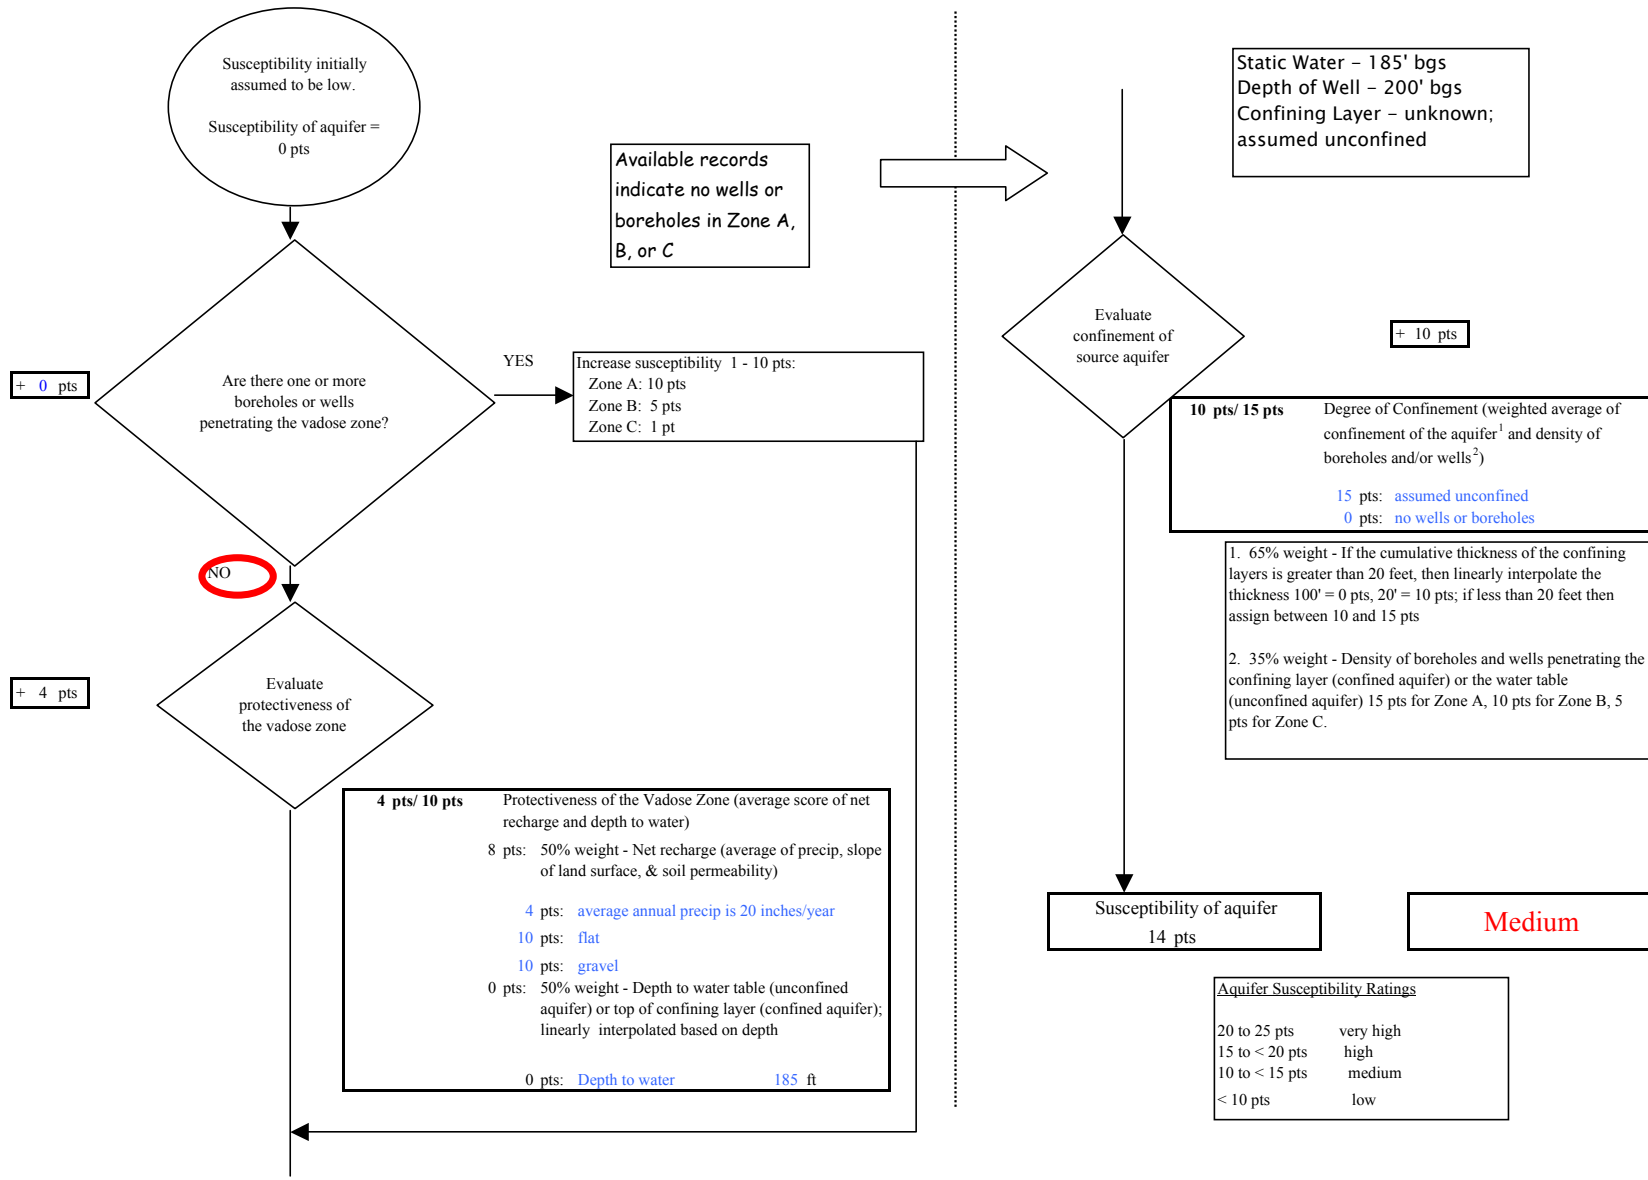 Susceptibility initially
assumed to be low.
Susceptibility of aquifer =
0 pts
Available records
indicate no wells or
boreholes in Zone A,
B, or C
+ 0 pts
Are there one or more
boreholes or wells
penetrating the vadose zone?
YES
Increase susceptibility 1 - 10 pts:
Zone A: 10 pts
Zone B: 5 pts
Zone C: 1 pt
NO
+ 4 pts
Evaluate
protectiveness of
the vadose zone
4 pts/ 10 pts Protectiveness of the Vadose Zone (average score of net
recharge and depth to water)
8 pts: 50% weight - Net recharge (average of precip, slope
of land surface, & soil permeability)
4 pts: average annual precip is 20 inches/year
10 pts: flat
10 pts: gravel
0 pts: 50% weight - Depth to water table (unconfined
aquifer) or top of confining layer (confined aquifer);
linearly interpolated based on depth
0 pts: Depth to water 185 ft
Static Water – 185' bgs
Depth of Well – 200' bgs
Confining Layer – unknown;
assumed unconfined
Evaluate
confinement of
source aquifer
+ 10 pts
10 pts/ 15 pts Degree of Confinement (weighted average of
confinement of the aquifer¹ and density of
boreholes and/or wells²)
15 pts: assumed unconfined
0 pts: no wells or boreholes
1. 65% weight - If the cumulative thickness of the confining
layers is greater than 20 feet, then linearly interpolate the
thickness 100' = 0 pts, 20' = 10 pts; if less than 20 feet then
assign between 10 and 15 pts
2. 35% weight - Density of boreholes and wells penetrating the
confining layer (confined aquifer) or the water table
(unconfined aquifer) 15 pts for Zone A, 10 pts for Zone B, 5
pts for Zone C.
Susceptibility of aquifer
14 pts
Medium
Aquifer Susceptibility Ratings
20 to 25 pts very high
15 to < 20 pts high
10 to < 15 pts medium
< 10 pts low